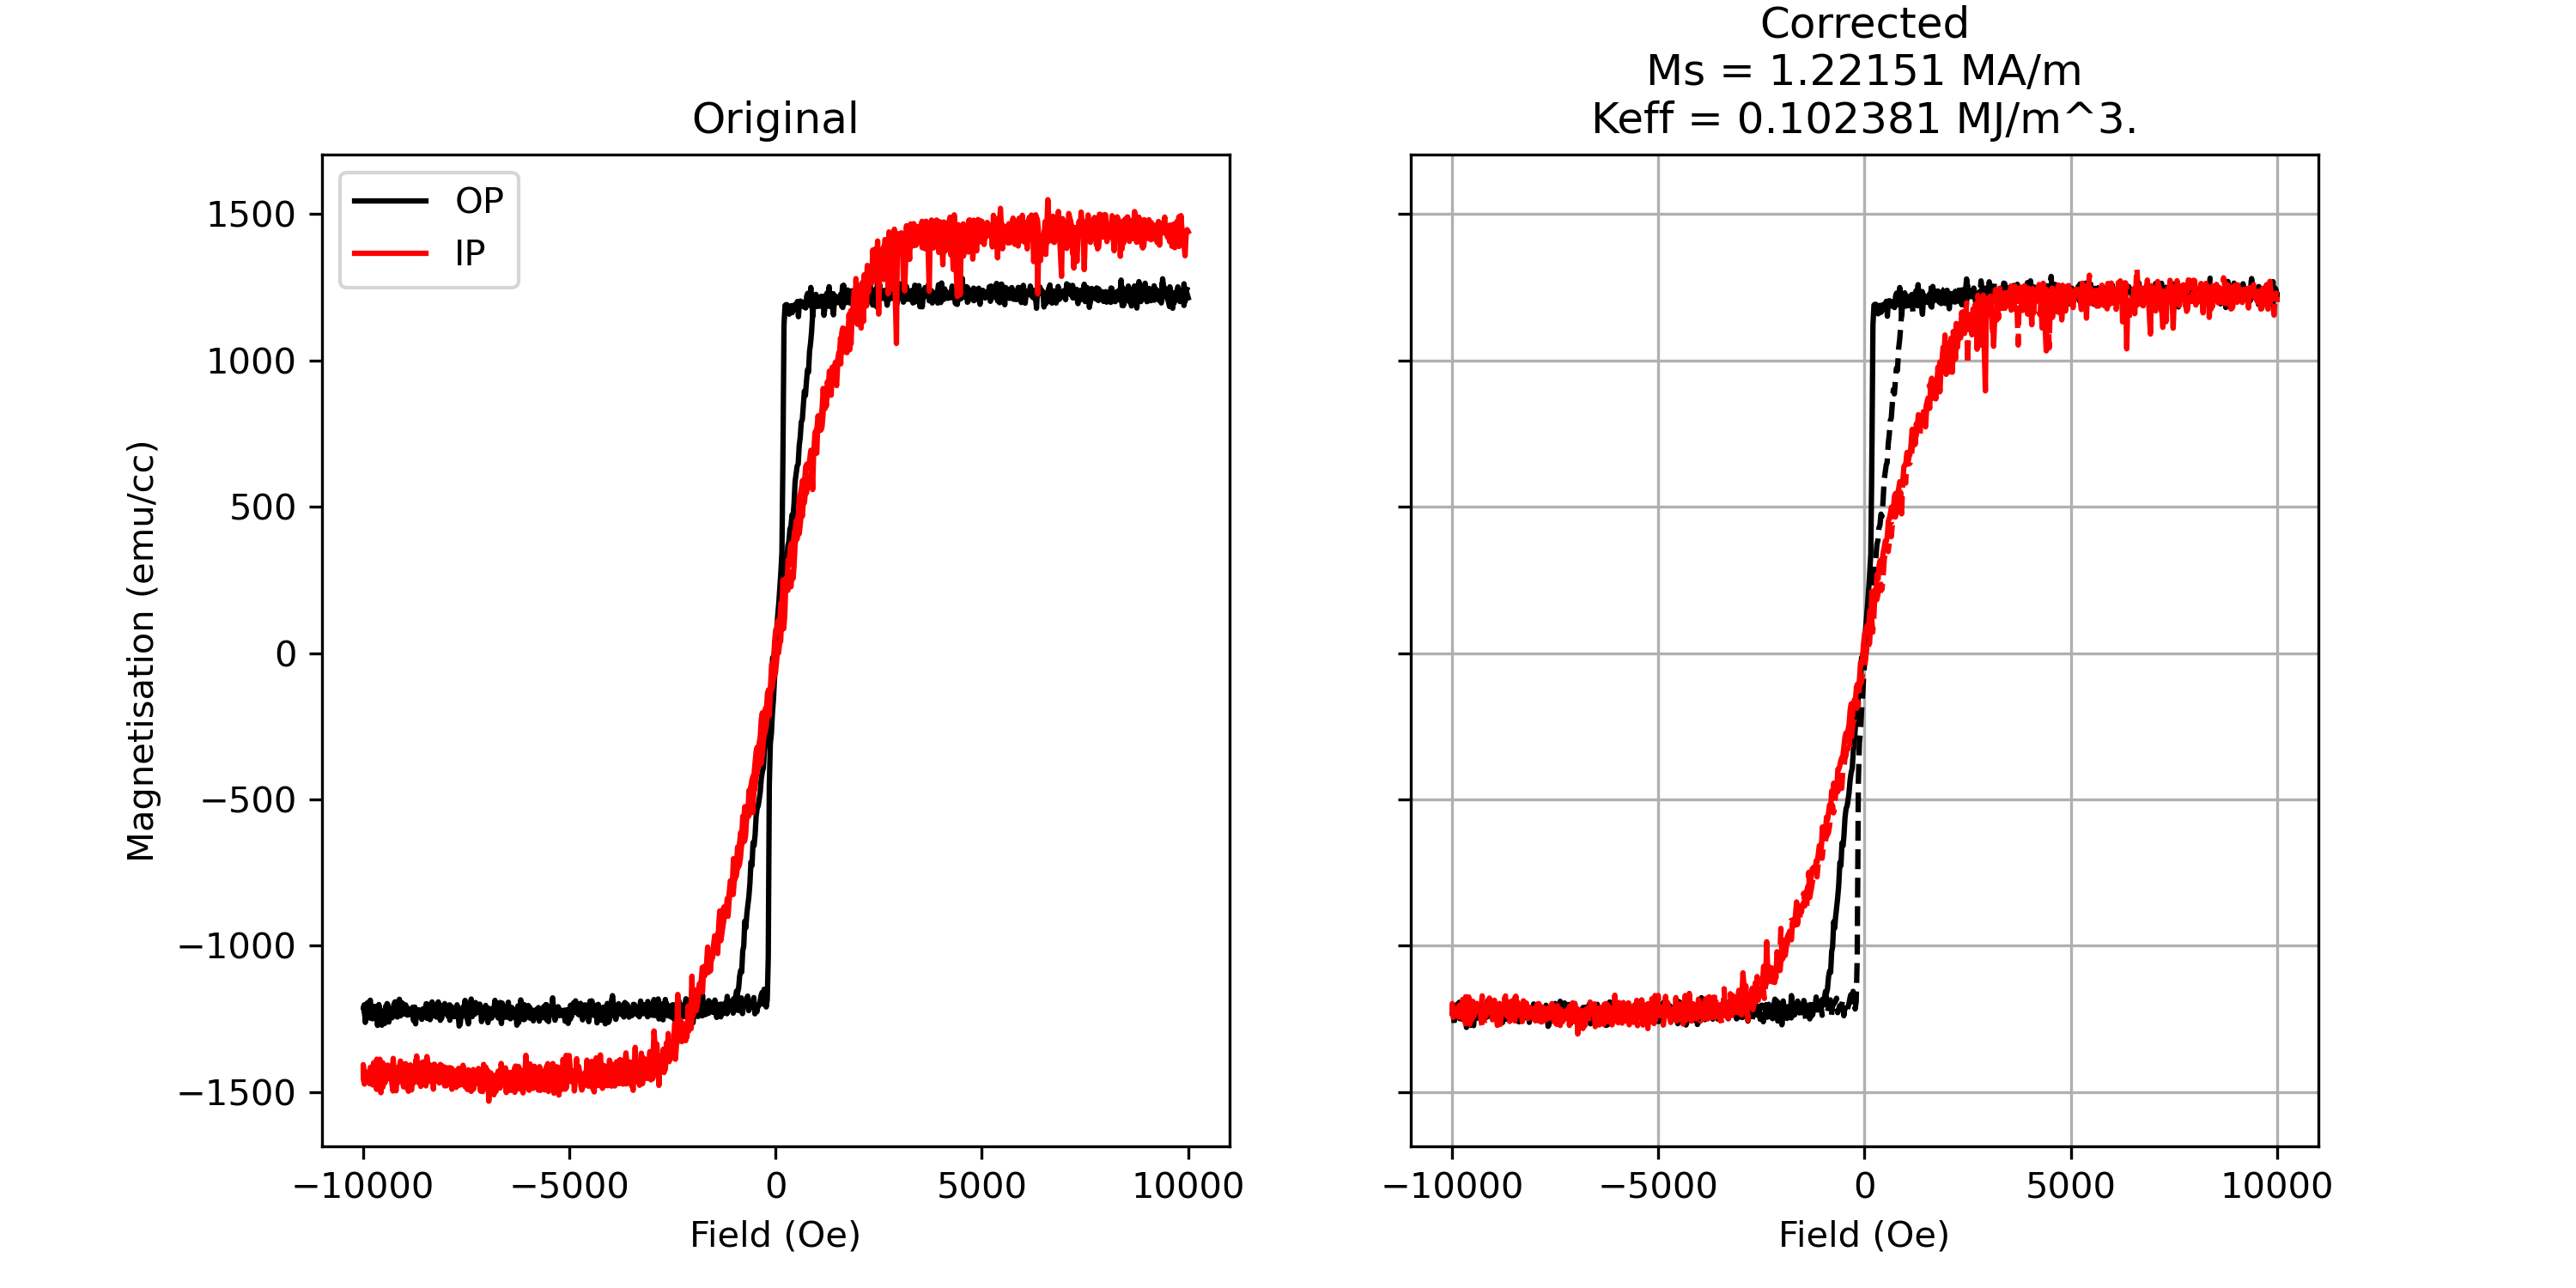 Original
OP
IP
1500
1000
500
0
−500
−1000
−1500
Magnetisation (emu/cc)
−10000 −5000 0 5000 10000
Field (Oe)
Corrected
Ms = 1.22151 MA/m
Keff = 0.102381 MJ/m^3.
−10000 −5000 0 5000 10000
Field (Oe)